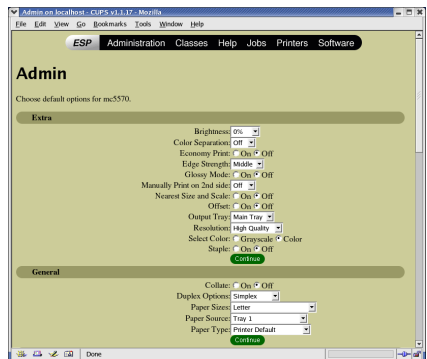 Admin on localhost - CUPS v1.1.17 - Mozilla
File Edit View Go Bookmarks Tools Window Help
ESP Administration Classes Help Jobs Printers Software
Admin
Choose default options for mc5570.
Extra
Brightness: 0%
Color Separation: Off
Economy Print: On Off
Edge Strength: Middle
Glossy Mode: On Off
Manually Print on 2nd side: Off
Nearest Size and Scale: On Off
Offset: On Off
Output Tray: Main Tray
Resolution: High Quality
Select Color: Grayscale Color
Staple: On Off
Continue
General
Collate: On Off
Duplex Options: Simplex
Paper Sizes: Letter
Paper Source: Tray 1
Paper Type: Printer Default
Continue
Done